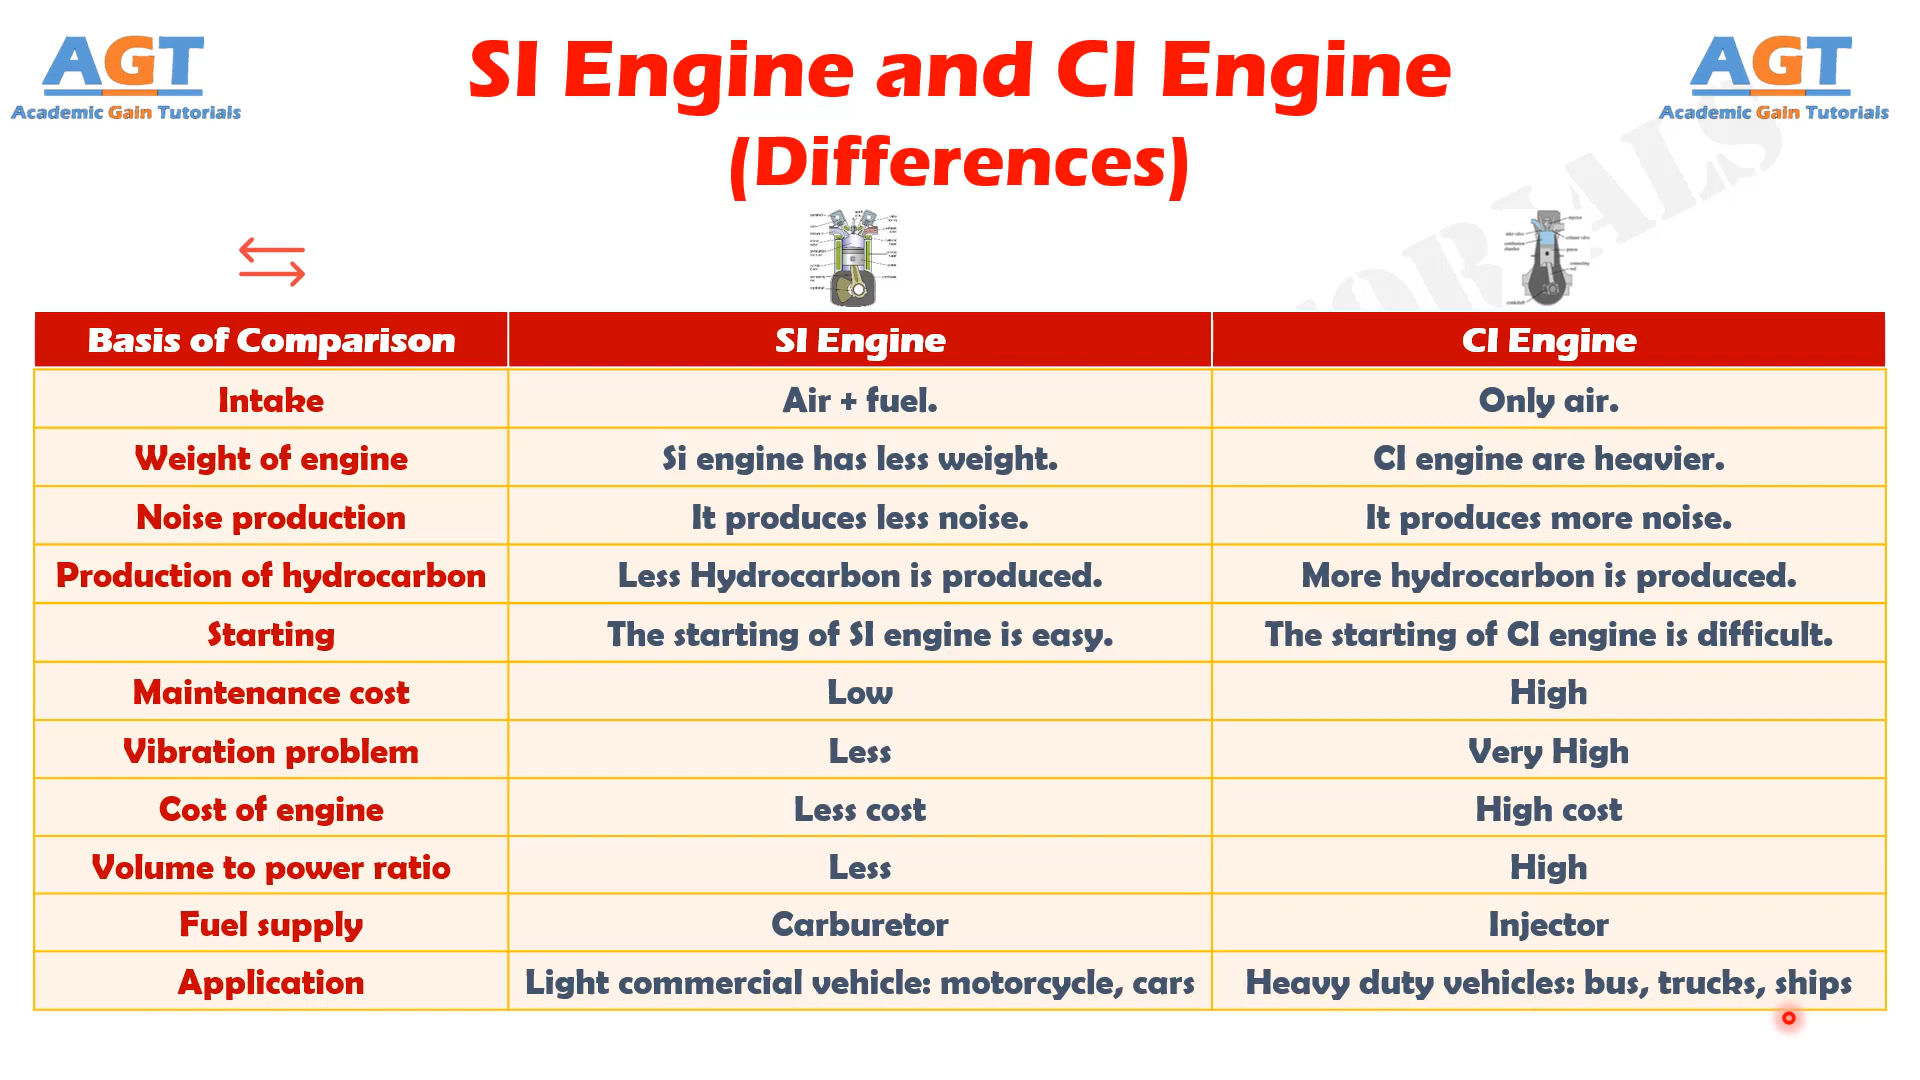 AGT
Academic Gain Tutorials
SI Engine and CI Engine
(Differences)
AGT
Academic Gain Tutorials
Basis of Comparison SI Engine CI Engine
Intake Air + fuel. Only air.
Weight of engine Si engine has less weight. CI engine are heavier.
Noise production It produces less noise. It produces more noise.
Production of hydrocarbon Less Hydrocarbon is produced. More hydrocarbon is produced.
Starting The starting of SI engine is easy. The starting of CI engine is difficult.
Maintenance cost Low High
Vibration problem Less Very High
Cost of engine Less cost High cost
Volume to power ratio Less High
Fuel supply Carburetor Injector
Application Light commercial vehicle: motorcycle, cars Heavy duty vehicles: bus, trucks, ships